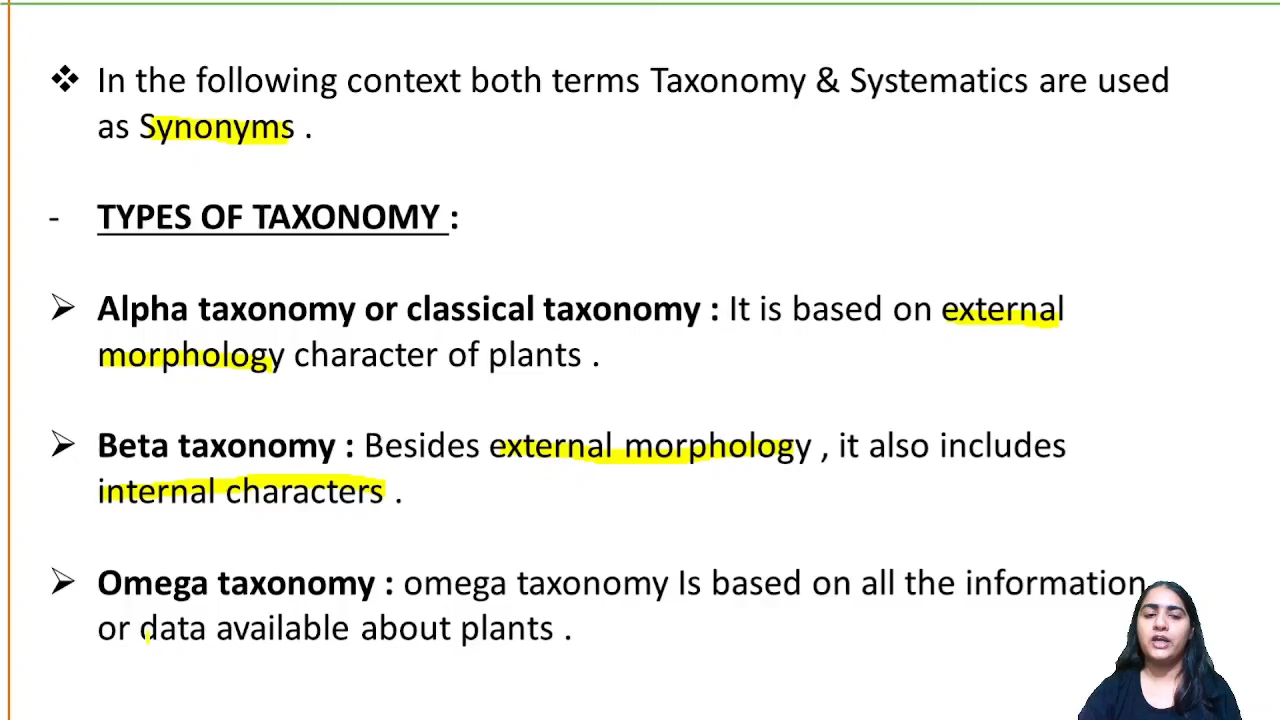 ❖ In the following context both terms Taxonomy & Systematics are used
as Synonyms .
- TYPES OF TAXONOMY :
➢ Alpha taxonomy or classical taxonomy : It is based on external
morphology character of plants .
➢ Beta taxonomy : Besides external morphology , it also includes
internal characters .
➢ Omega taxonomy : omega taxonomy Is based on all the information
or data available about plants .